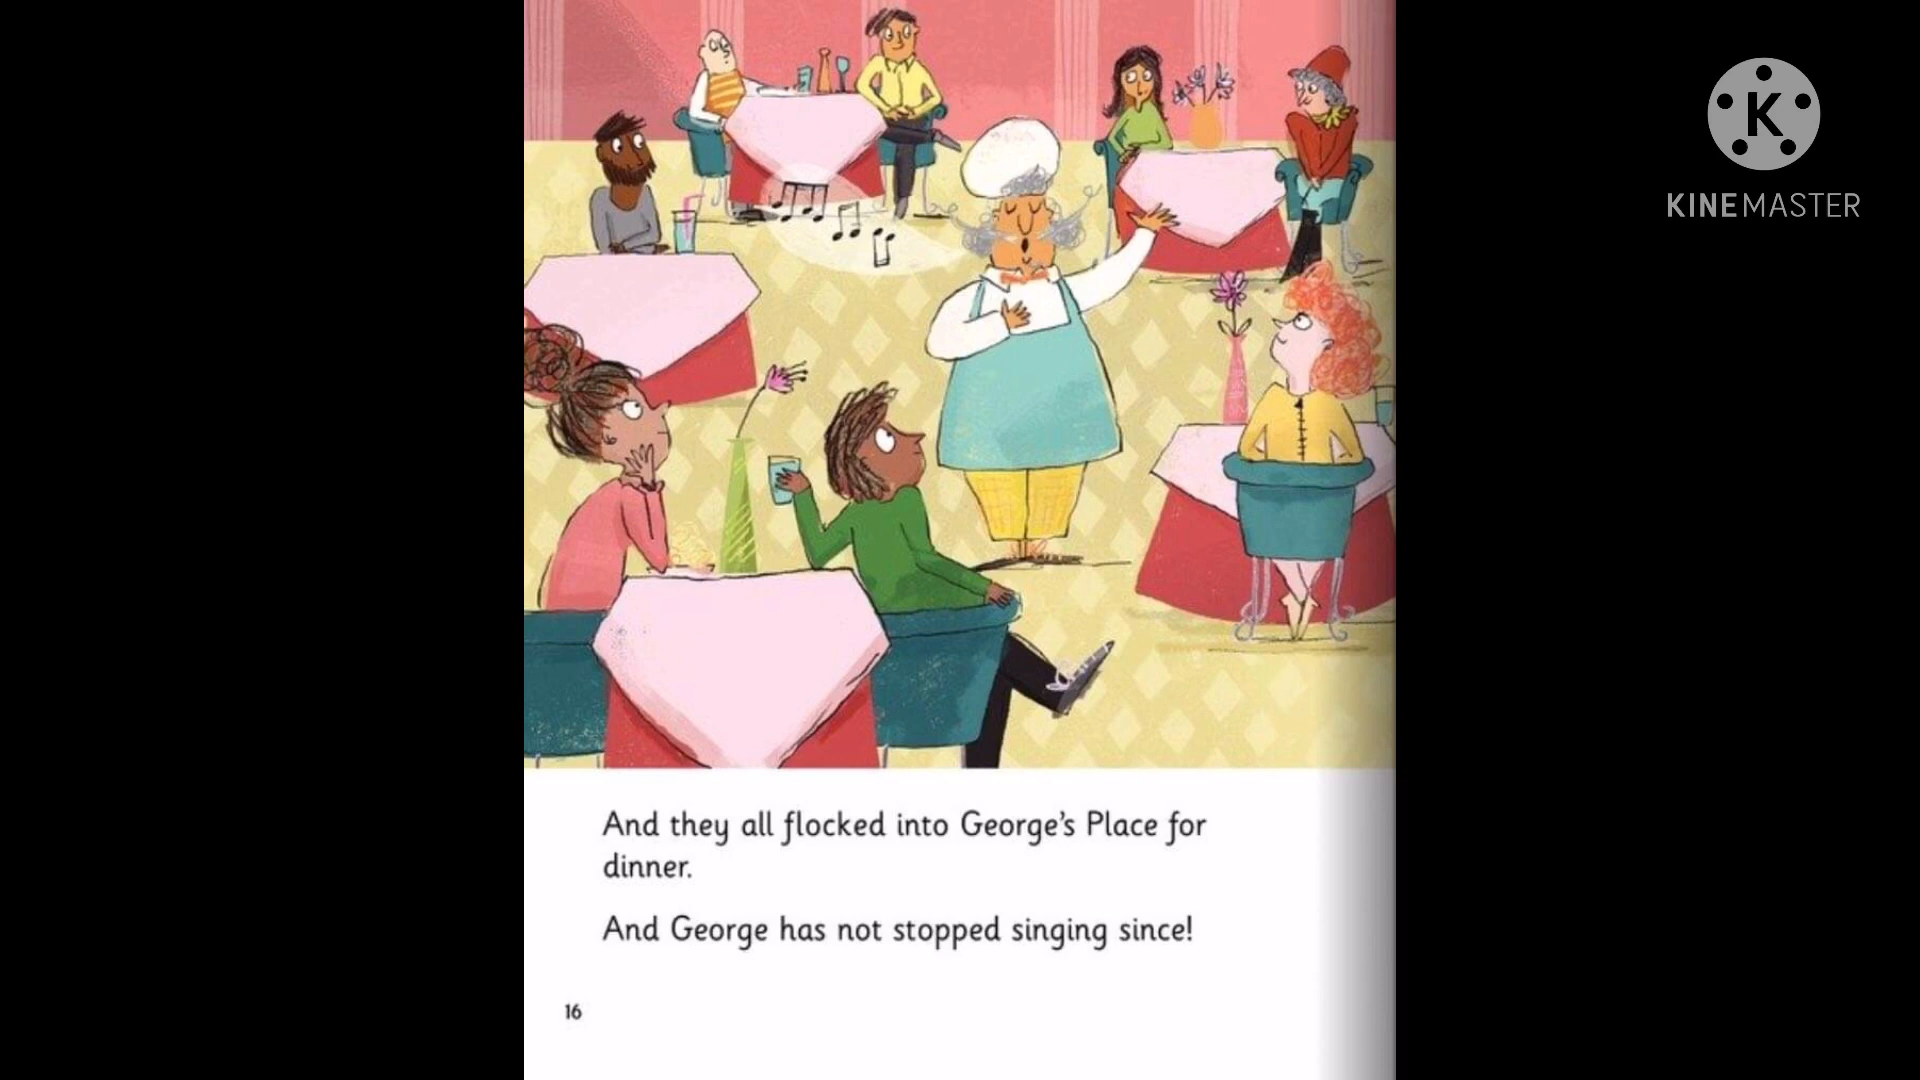 KINEMASTER
And they all flocked into George's Place for
dinner.
And George has not stopped singing since!
16